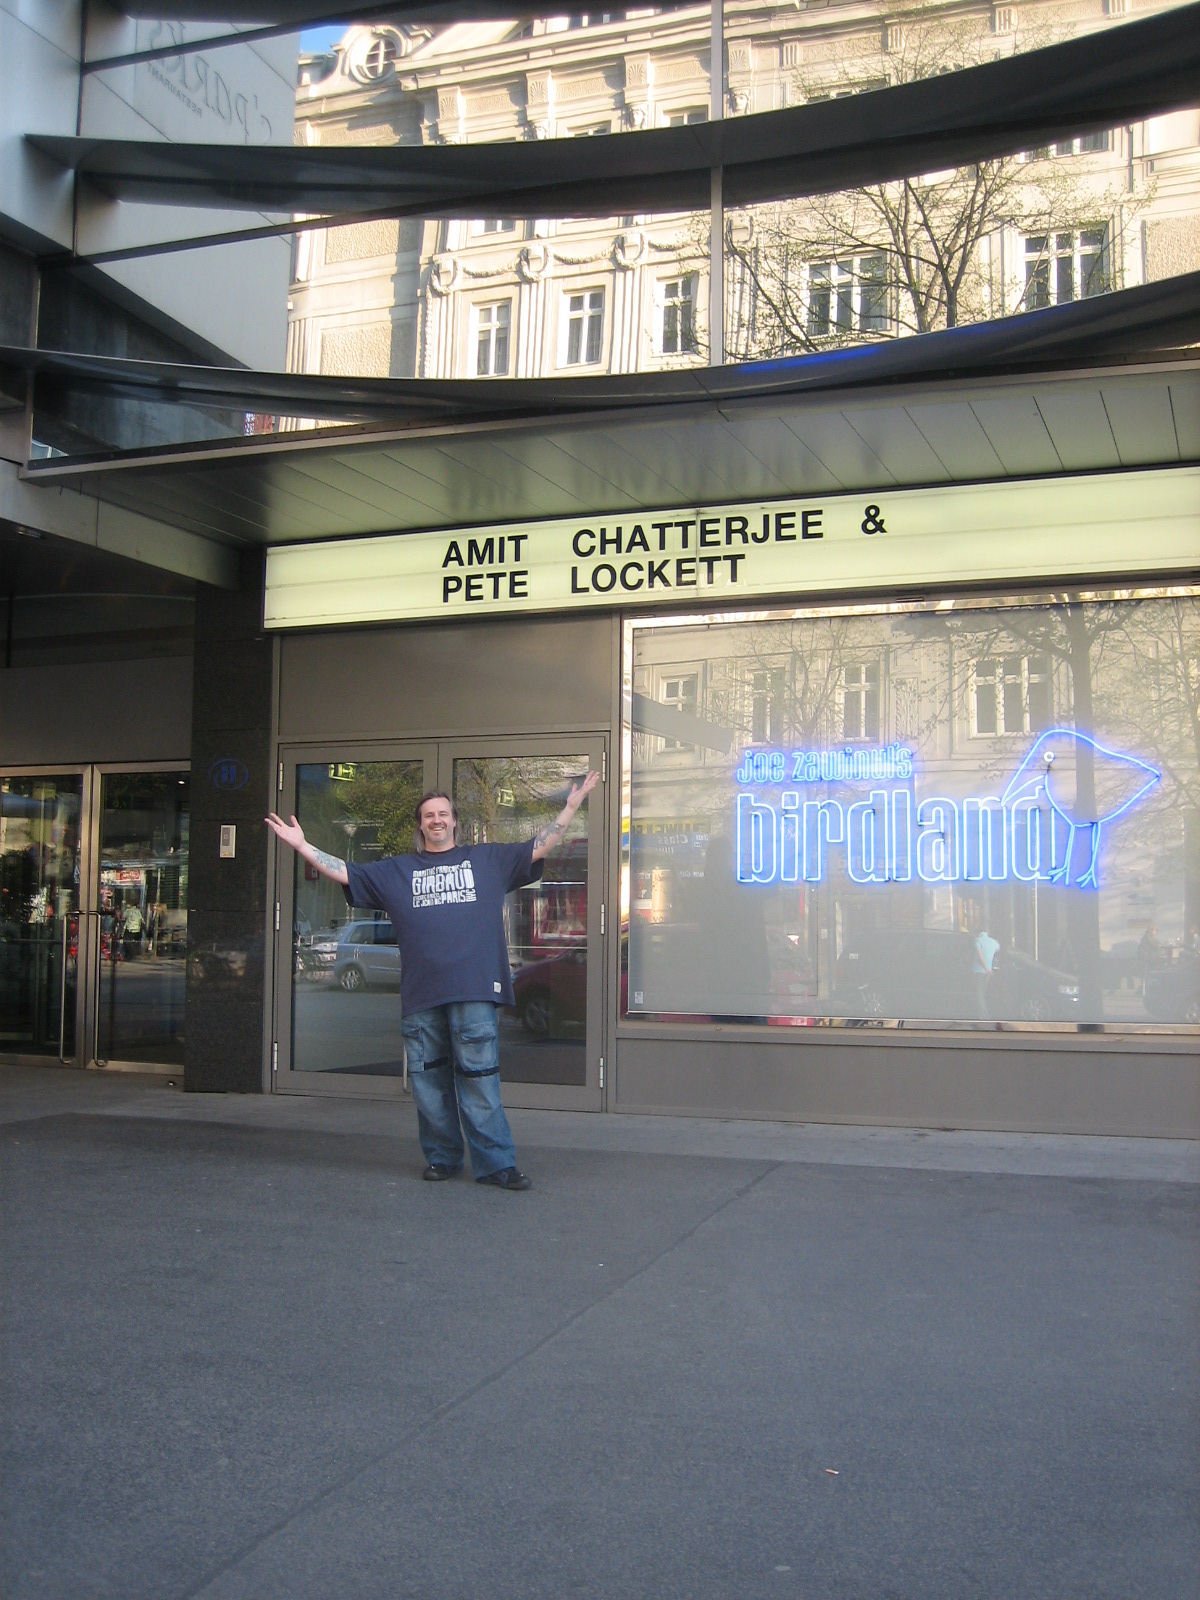 AMIT CHATTERJEE &
PETE LOCKETT
joe zawinul's
birdland
GIRBAUD